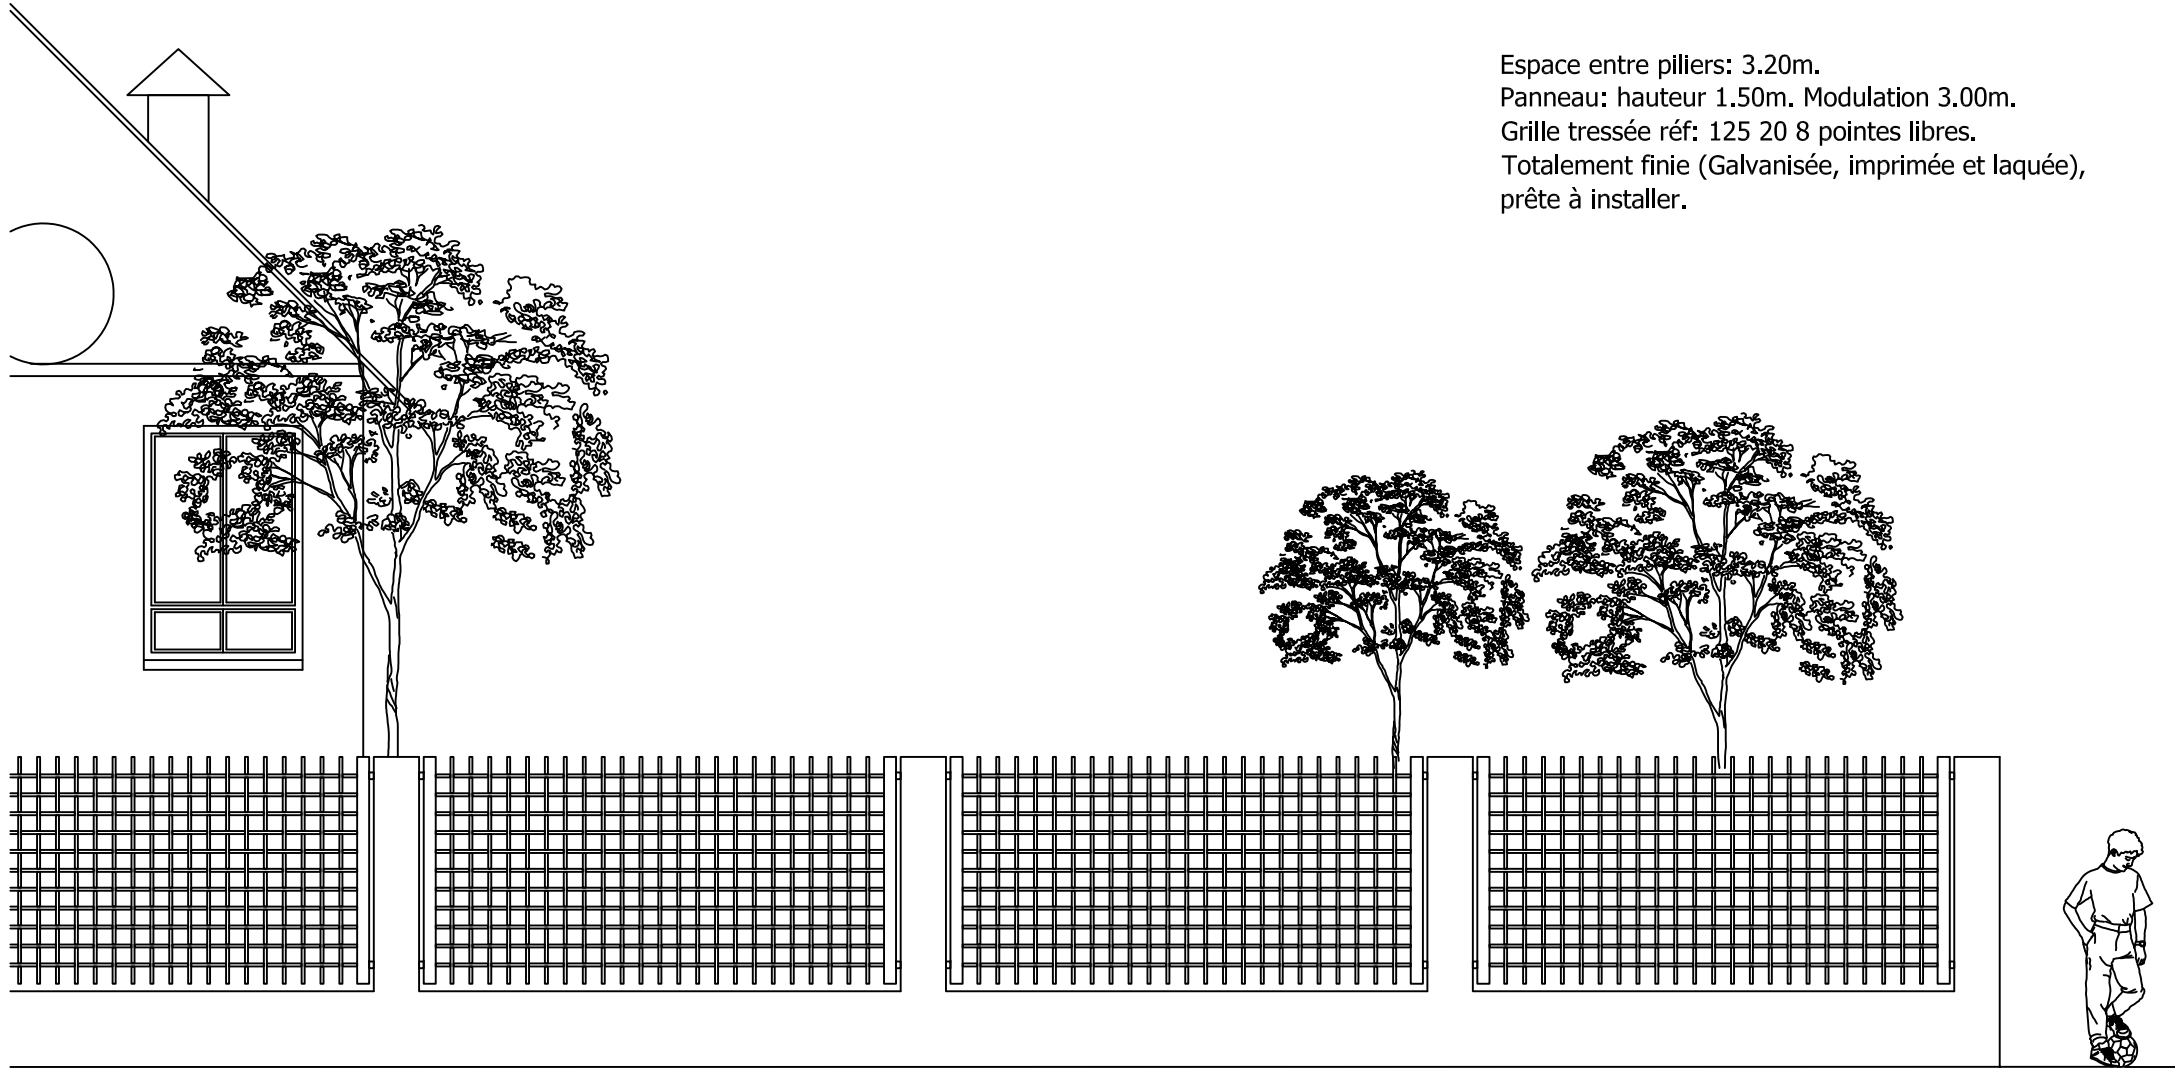 Espace entre piliers: 3.20m.
Panneau: hauteur 1.50m. Modulation 3.00m.
Grille tressée réf: 125 20 8 pointes libres.
Totalement finie (Galvanisée, imprimée et laquée),
prête à installer.